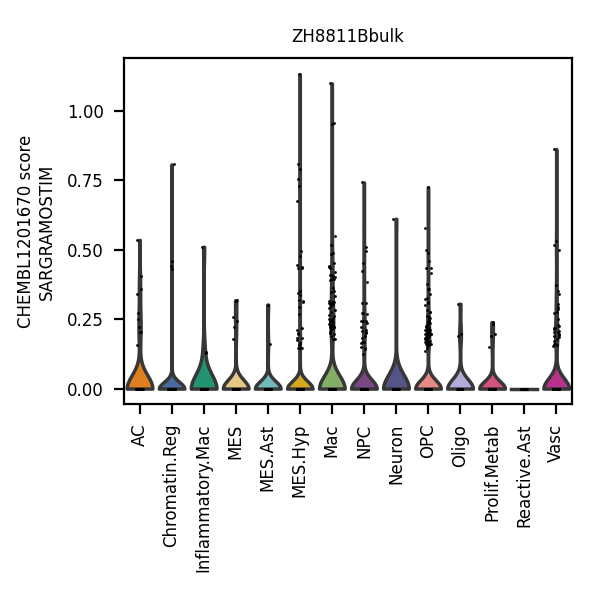 ZH8811Bbulk
CHEMBL1201670 score
SARGRAMOSTIM
1.00
0.75
0.50
0.25
0.00
AC
Chromatin.Reg
Inflammatory.Mac
MES
MES.Ast
MES.Hyp
Mac
NPC
Neuron
OPC
Oligo
Prolif.Metab
Reactive.Ast
Vasc